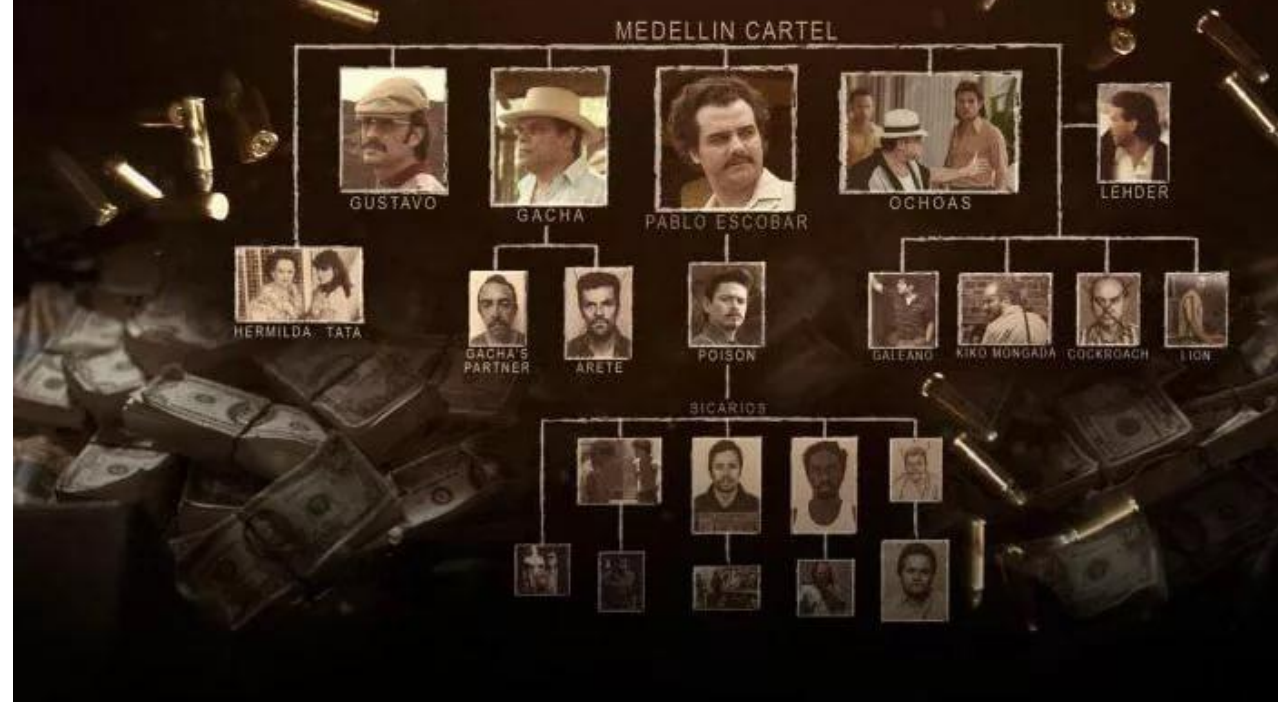 MEDELLIN CARTEL
GUSTAVO
GACHA
PABLO ESCOBAR
OCHOAS
LEHDER
HERMILDA TATA
GACHA'S
PARTNER
ARETE
POISON
GALEANO
KIKO MONGADA
COCKROACH
LION
SICARIOS